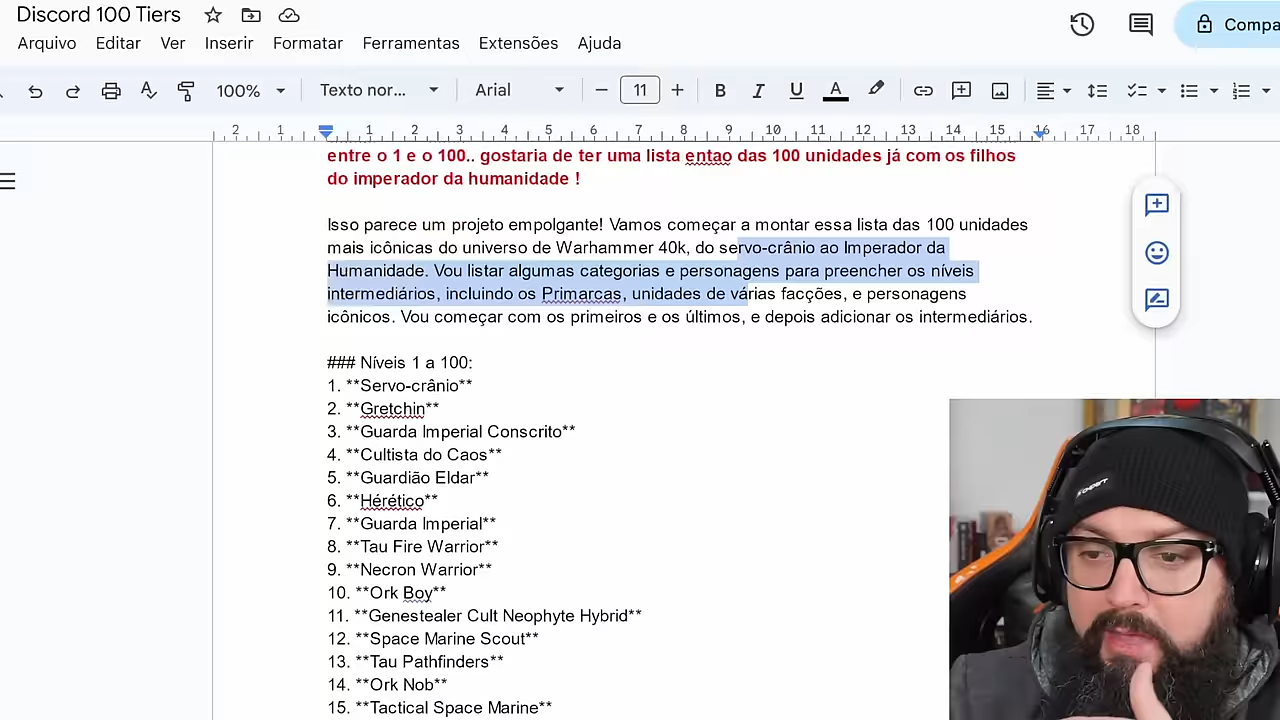 Discord 100 Tiers
Arquivo Editar Ver Inserir Formatar Ferramentas Extensões Ajuda
Compa
100% Texto nor... Arial 11 B I U A
2 1 1 2 3 4 5 6 7 8 9 10 11 12 13 14 15 16 17 18
entre o 1 e o 100.. gostaria de ter uma lista entao das 100 unidades já com os filhos
do imperador da humanidade !
Isso parece um projeto empolgante! Vamos começar a montar essa lista das 100 unidades
mais icônicas do universo de Warhammer 40k, do servo-crânio ao Imperador da
Humanidade. Vou listar algumas categorias e personagens para preencher os níveis
intermediários, incluindo os Primarcas, unidades de várias facções, e personagens
icônicos. Vou começar com os primeiros e os últimos, e depois adicionar os intermediários.
### Níveis 1 a 100:
1. **Servo-crânio**
2. **Gretchin**
3. **Guarda Imperial Conscrito**
4. **Cultista do Caos**
5. **Guardião Eldar**
6. **Hérético**
7. **Guarda Imperial**
8. **Tau Fire Warrior**
9. **Necron Warrior**
10. **Ork Boy**
11. **Genestealer Cult Neophyte Hybrid**
12. **Space Marine Scout**
13. **Tau Pathfinders**
14. **Ork Nob**
15. **Tactical Space Marine**